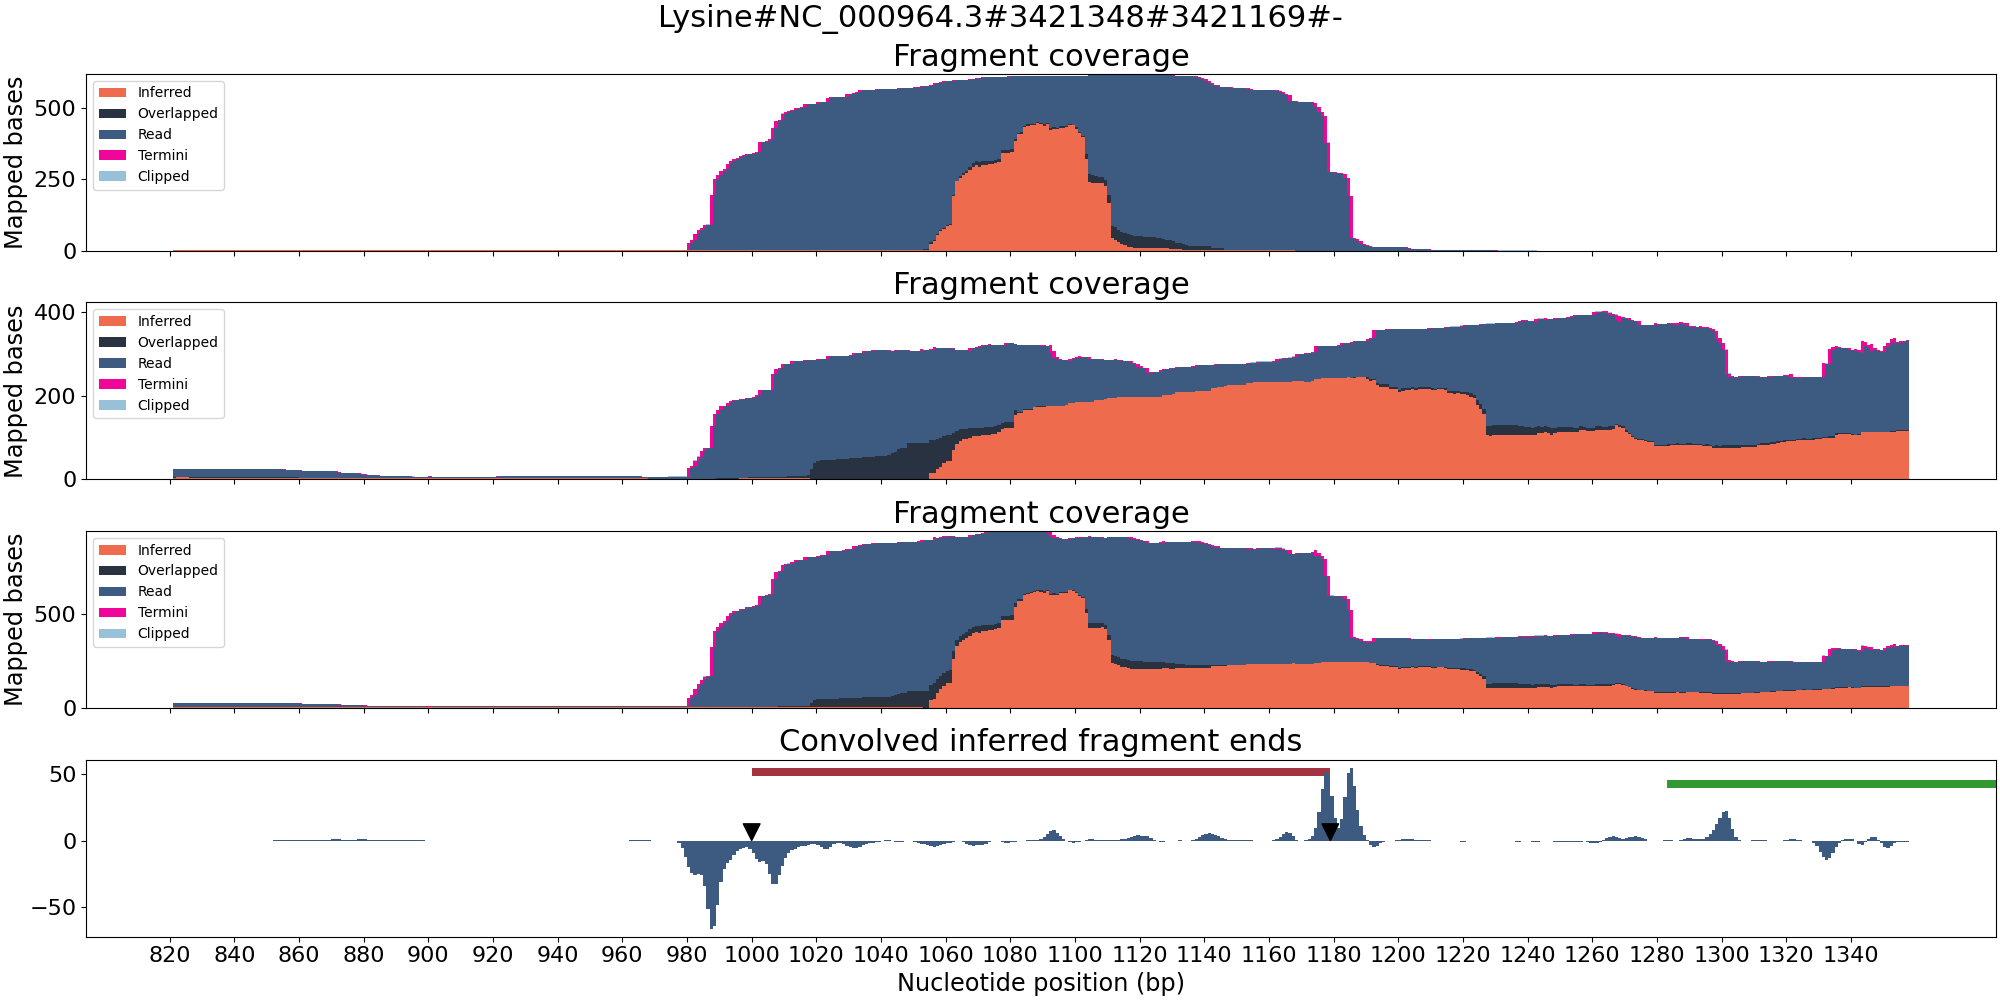 Lysine#NC_000964.3#3421348#3421169#-
Fragment coverage
Mapped bases
500
250
0
Inferred
Overlapped
Read
Termini
Clipped
Fragment coverage
Mapped bases
400
200
0
Inferred
Overlapped
Read
Termini
Clipped
Fragment coverage
Mapped bases
500
0
Inferred
Overlapped
Read
Termini
Clipped
Convolved inferred fragment ends
50
0
−50
820 840 860 880 900 920 940 960 980 1000 1020 1040 1060 1080 1100 1120 1140 1160 1180 1200 1220 1240 1260 1280 1300 1320 1340
Nucleotide position (bp)